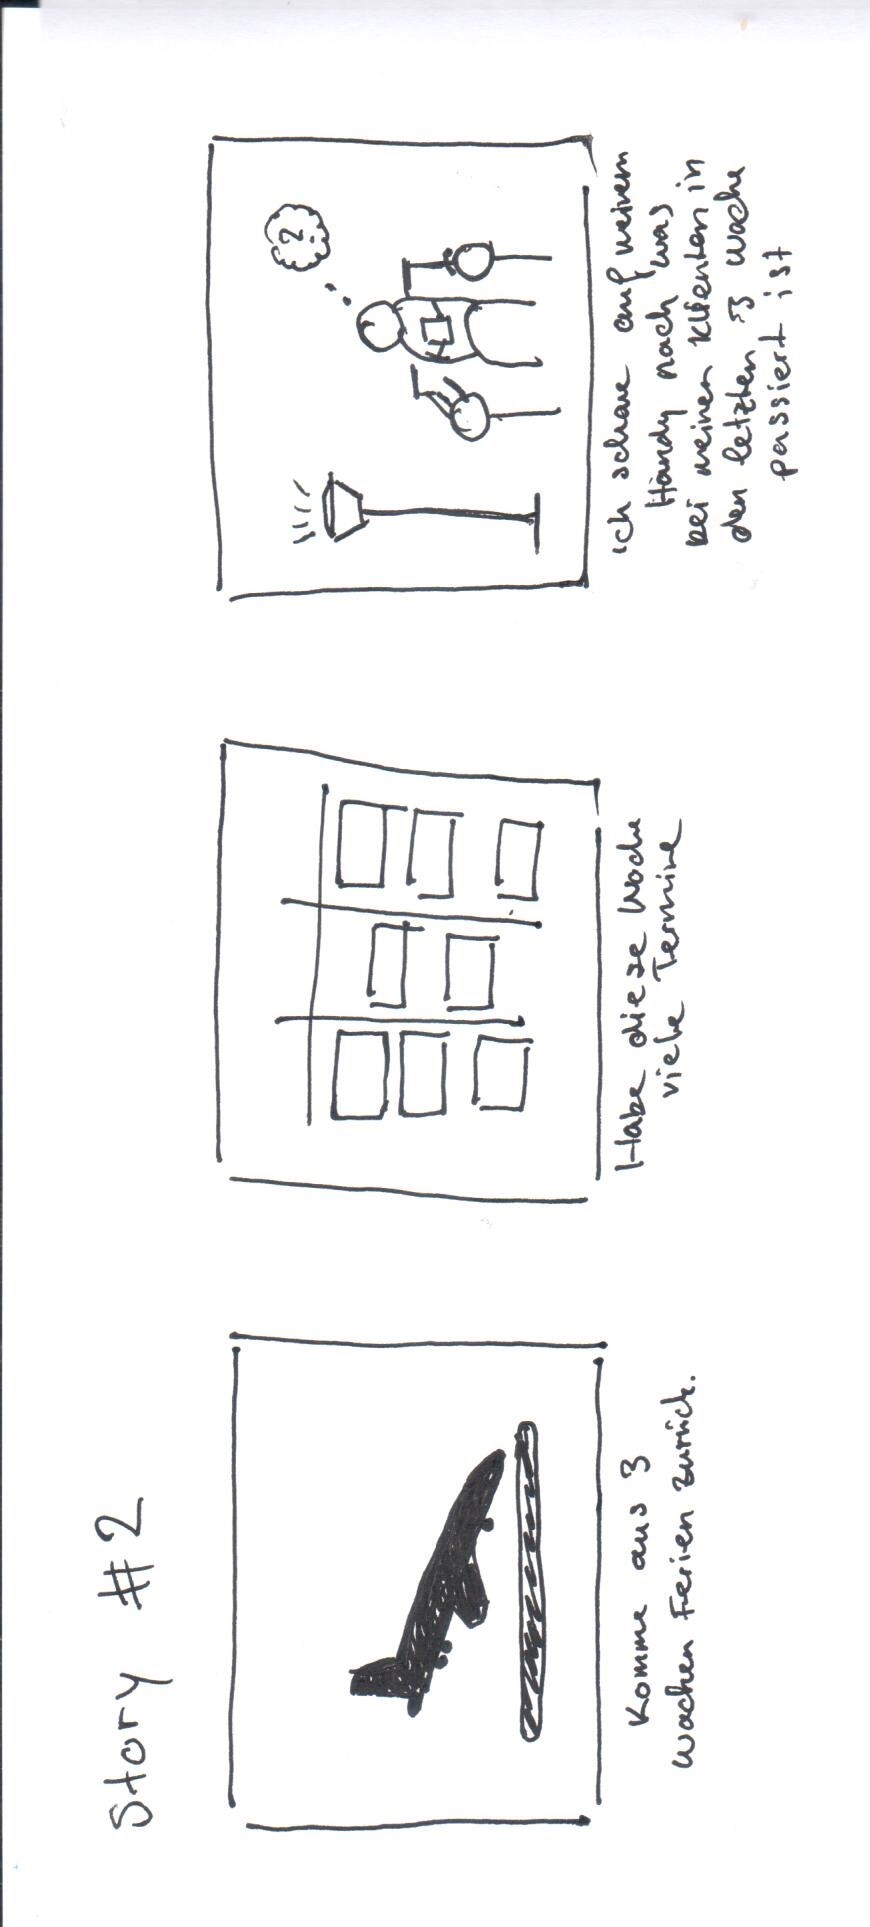 Story #2
Komme aus 3
Wochen Ferien zurück.
Habe diese Woche
viele Termine
?
ich schaue auf meinem
Handy nach was
bei meinen Klienten in
den letzten 3 Woche
passiert ist